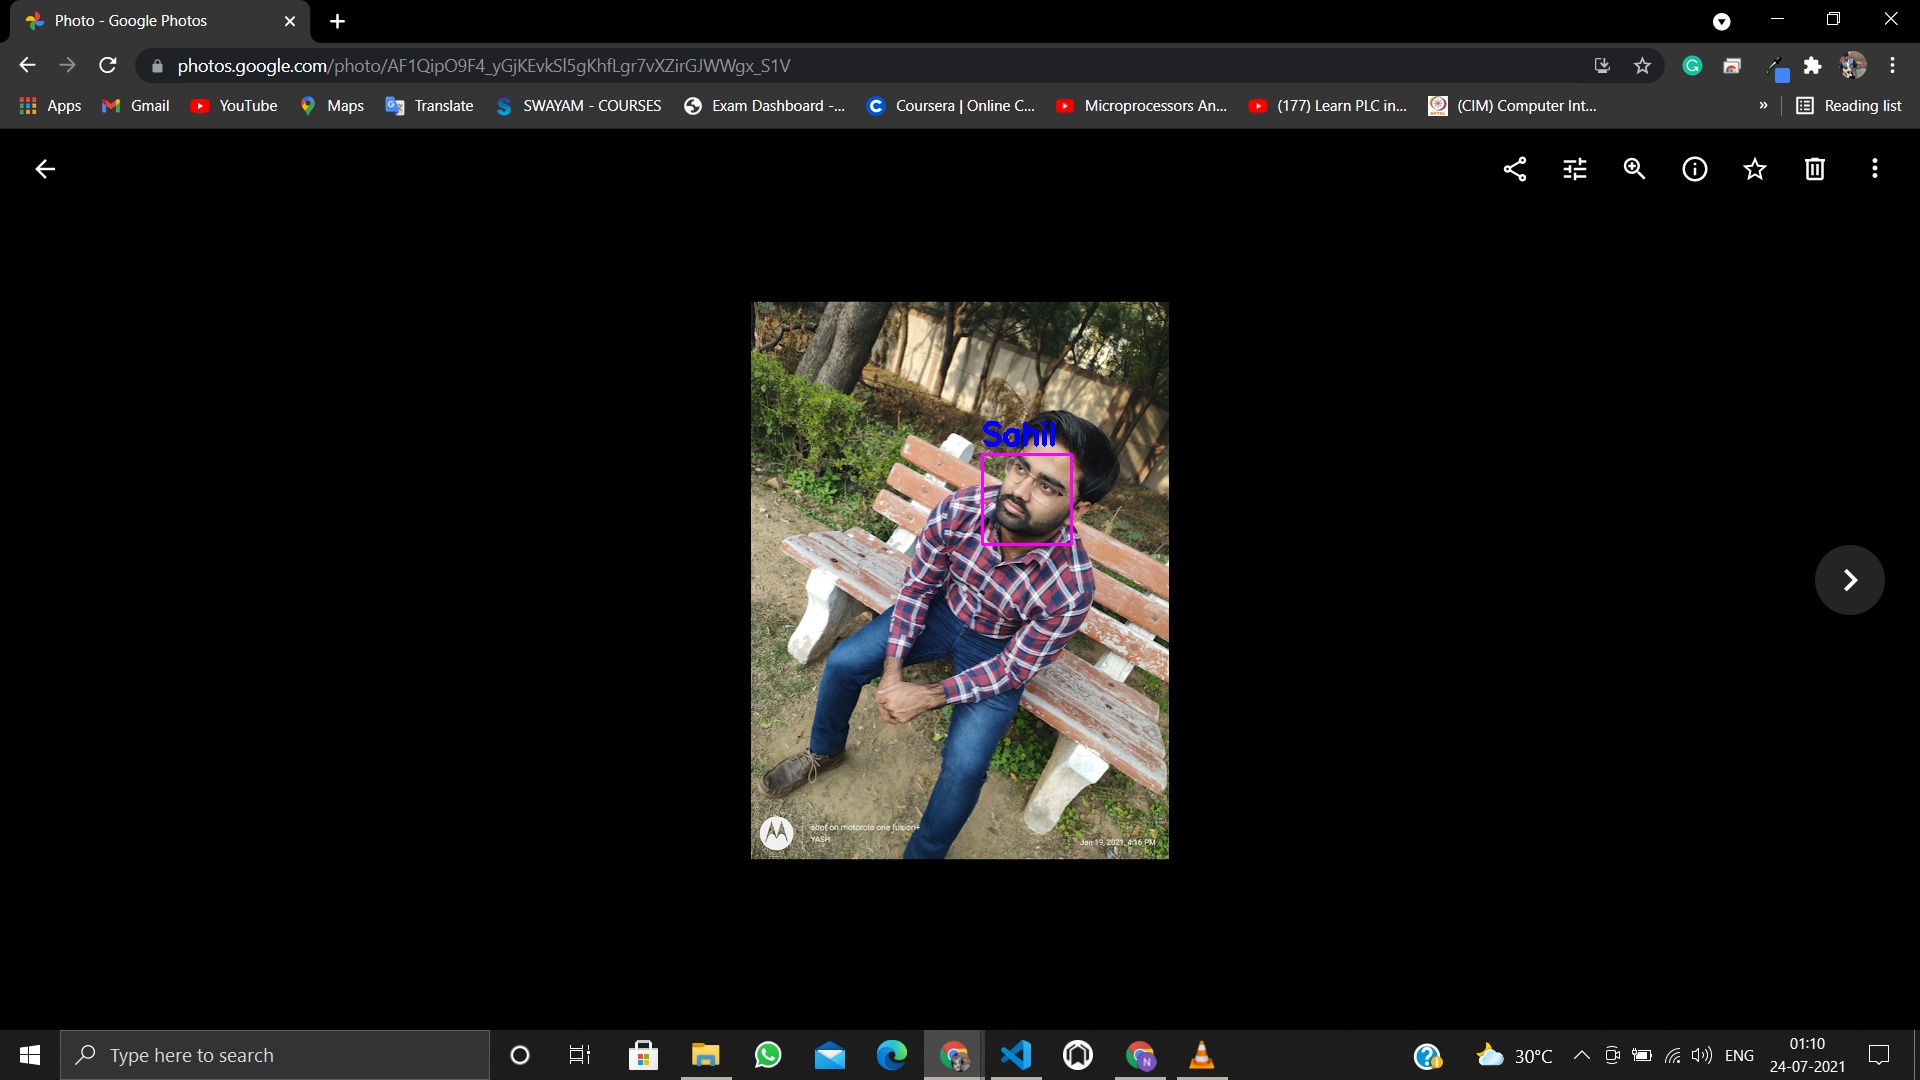 Photo - Google Photos
photos.google.com/photo/AF1QipO9F4_yGjKEvkSl5gKhfLgr7vXZirGJWWgx_S1V
Apps Gmail YouTube Maps Translate SWAYAM - COURSES Exam Dashboard -... Coursera | Online C... Microprocessors An... (177) Learn PLC in... (CIM) Computer Int... » Reading list
Sahil
shot on motorola one fusion+
YASH
Jan 19, 2021, 4:16 PM
Type here to search
30°C
ENG
01:10
24-07-2021